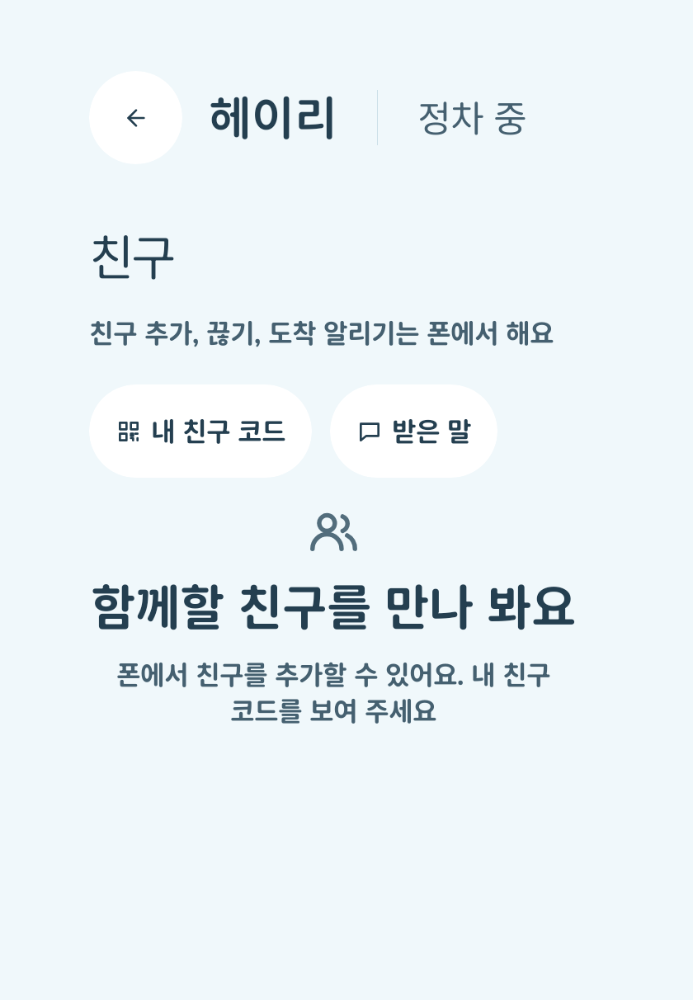 헤이리
정차 중
친구
친구 추가, 끊기, 도착 알리기는 폰에서 해요
내 친구 코드
받은 말
함께할 친구를 만나 봐요
폰에서 친구를 추가할 수 있어요. 내 친구
코드를 보여 주세요